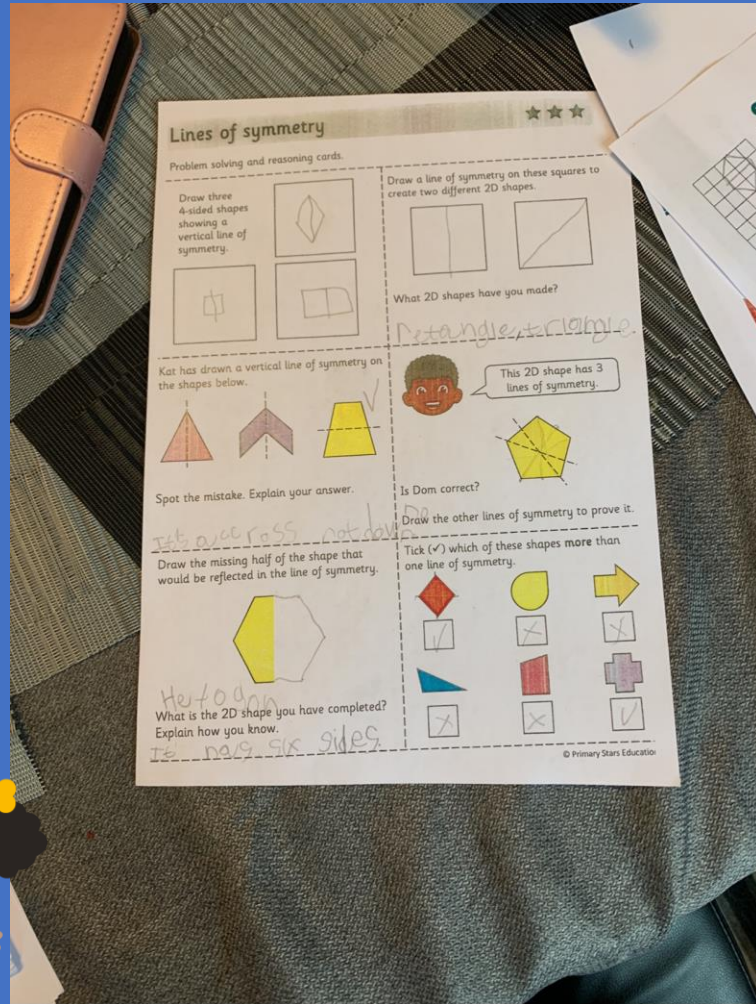 Lines of symmetry
Problem solving and reasoning cards.
Draw three
4-sided shapes
showing a
vertical line of
symmetry.
Draw a line of symmetry on these squares to
create two different 2D shapes.
What 2D shapes have you made?
retangle, triangle.
Kat has drawn a vertical line of symmetry on
the shapes below.
Spot the mistake. Explain your answer.
This 2D shape has 3
lines of symmetry.
Is Dom correct?
Draw the other lines of symmetry to prove it.
Draw the missing half of the shape that
would be reflected in the line of symmetry.
What is the 2D shape you have completed?
Explain how you know.
It has six sides
Tick (✓) which of these shapes more than
one line of symmetry.
© Primary Stars Educatio